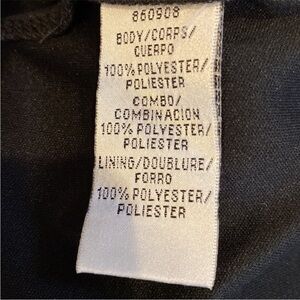 860908
BODY/CORPS/
CUERPO
100% POLYESTER/
POLIESTER
COMBO/
COMBINACION
100% POLYESTER/
POLIESTER
LINING/DOUBLURE/
FORRO
100% POLYESTER/
POLIESTER